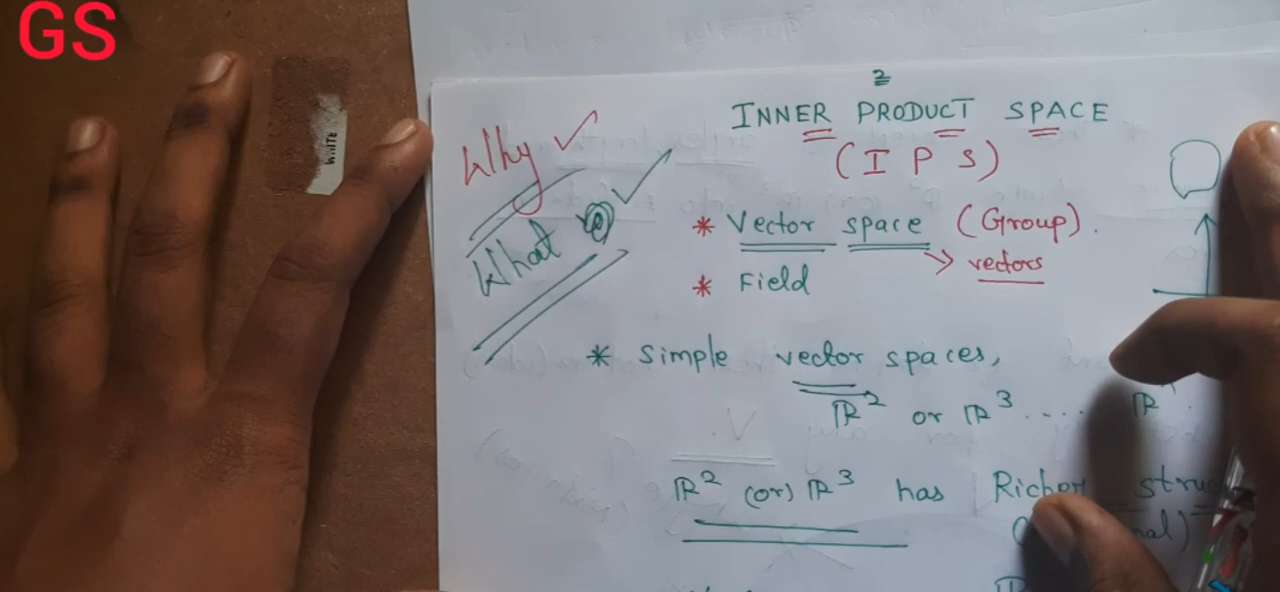 GS
WHITE
2
INNER PRODUCT SPACE
(I P S)
Why ✓
What ✓
* Vector space (Group).
→ vectors
* Field
* Simple vector spaces,
ℝ² or ℝ³ .... ℝ
ℝ² (or) ℝ³ has Richer